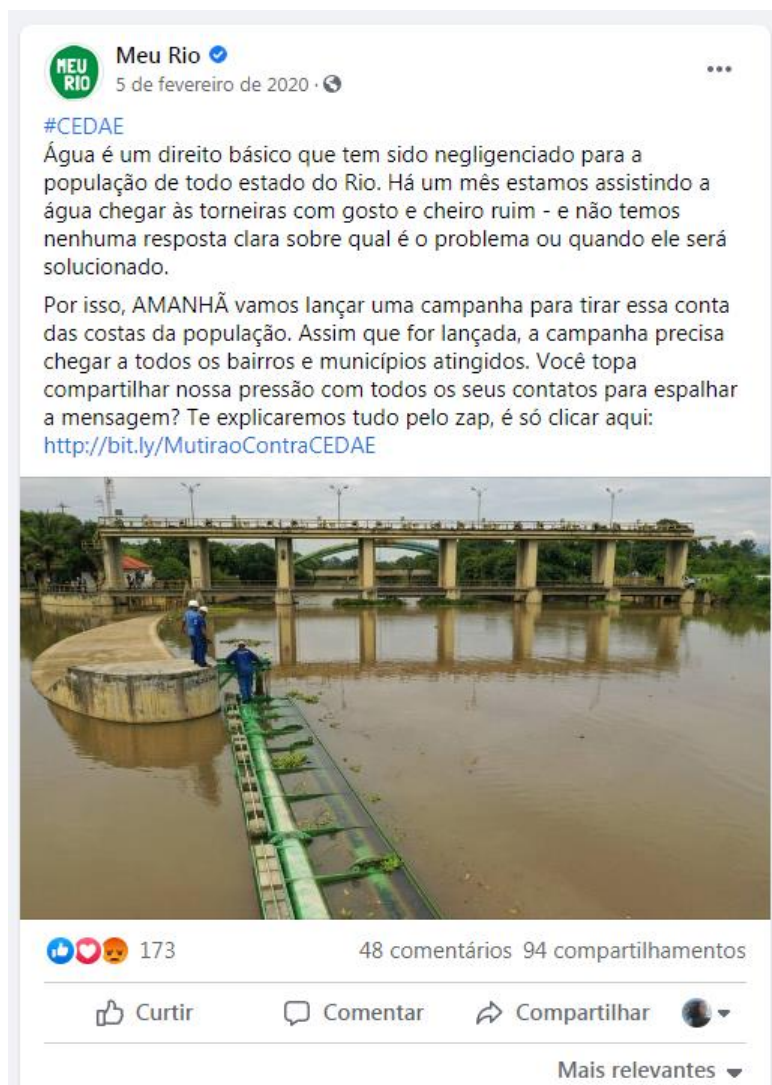 MEU
RIO
Meu Rio
5 de fevereiro de 2020 ·
#CEDAE
Água é um direito básico que tem sido negligenciado para a
população de todo estado do Rio. Há um mês estamos assistindo a
água chegar às torneiras com gosto e cheiro ruim - e não temos
nenhuma resposta clara sobre qual é o problema ou quando ele será
solucionado.
Por isso, AMANHÃ vamos lançar uma campanha para tirar essa conta
das costas da população. Assim que for lançada, a campanha precisa
chegar a todos os bairros e municípios atingidos. Você topa
compartilhar nossa pressão com todos os seus contatos para espalhar
a mensagem? Te explicaremos tudo pelo zap, é só clicar aqui:
http://bit.ly/MutiraoContraCEDAE
173 48 comentários 94 compartilhamentos
Curtir Comentar Compartilhar
Mais relevantes